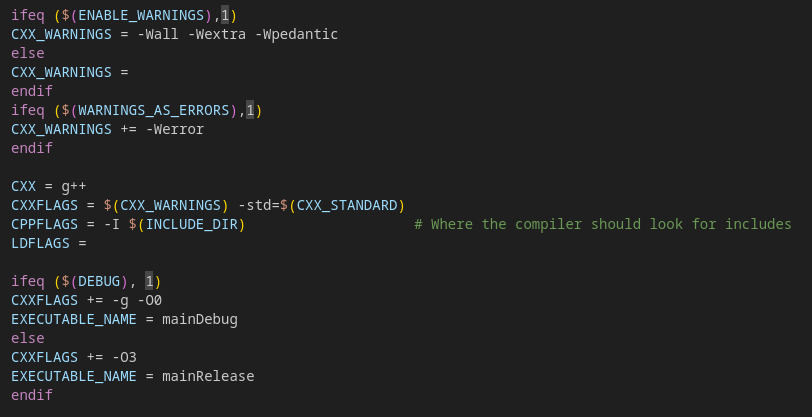 ifeq ($(ENABLE_WARNINGS),1)
CXX_WARNINGS = -Wall -Wextra -Wpedantic
else
CXX_WARNINGS =
endif
ifeq ($(WARNINGS_AS_ERRORS),1)
CXX_WARNINGS += -Werror
endif
CXX = g++
CXXFLAGS = $(CXX_WARNINGS) -std=$(CXX_STANDARD)
CPPFLAGS = -I $(INCLUDE_DIR) # Where the compiler should look for includes
LDFLAGS =
ifeq ($(DEBUG), 1)
CXXFLAGS += -g -O0
EXECUTABLE_NAME = mainDebug
else
CXXFLAGS += -O3
EXECUTABLE_NAME = mainRelease
endif